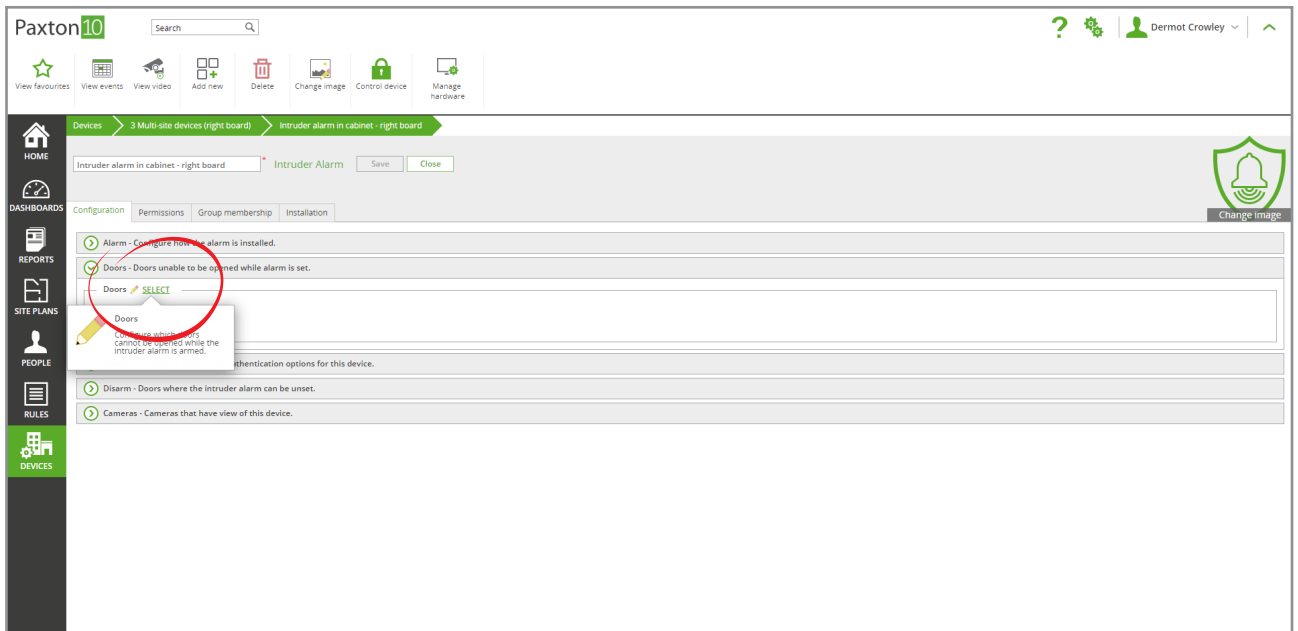 Paxton10
Search
Dermot Crowley
View favourites
View events
View video
Add new
Delete
Change image
Control device
Manage
hardware
HOME
DASHBOARDS
REPORTS
SITE PLANS
PEOPLE
RULES
DEVICES
Devices
3 Multi-site devices (right board)
Intruder alarm in cabinet - right board
Intruder alarm in cabinet - right board
*
Intruder Alarm
Save
Close
Change image
Configuration
Permissions
Group membership
Installation
Alarm - Configure how the alarm is installed.
Doors - Doors unable to be opened while alarm is set.
Doors SELECT
Doors
Configure which doors
cannot be opened while the
intruder alarm is armed.
uthentication options for this device.
Disarm - Doors where the intruder alarm can be unset.
Cameras - Cameras that have view of this device.